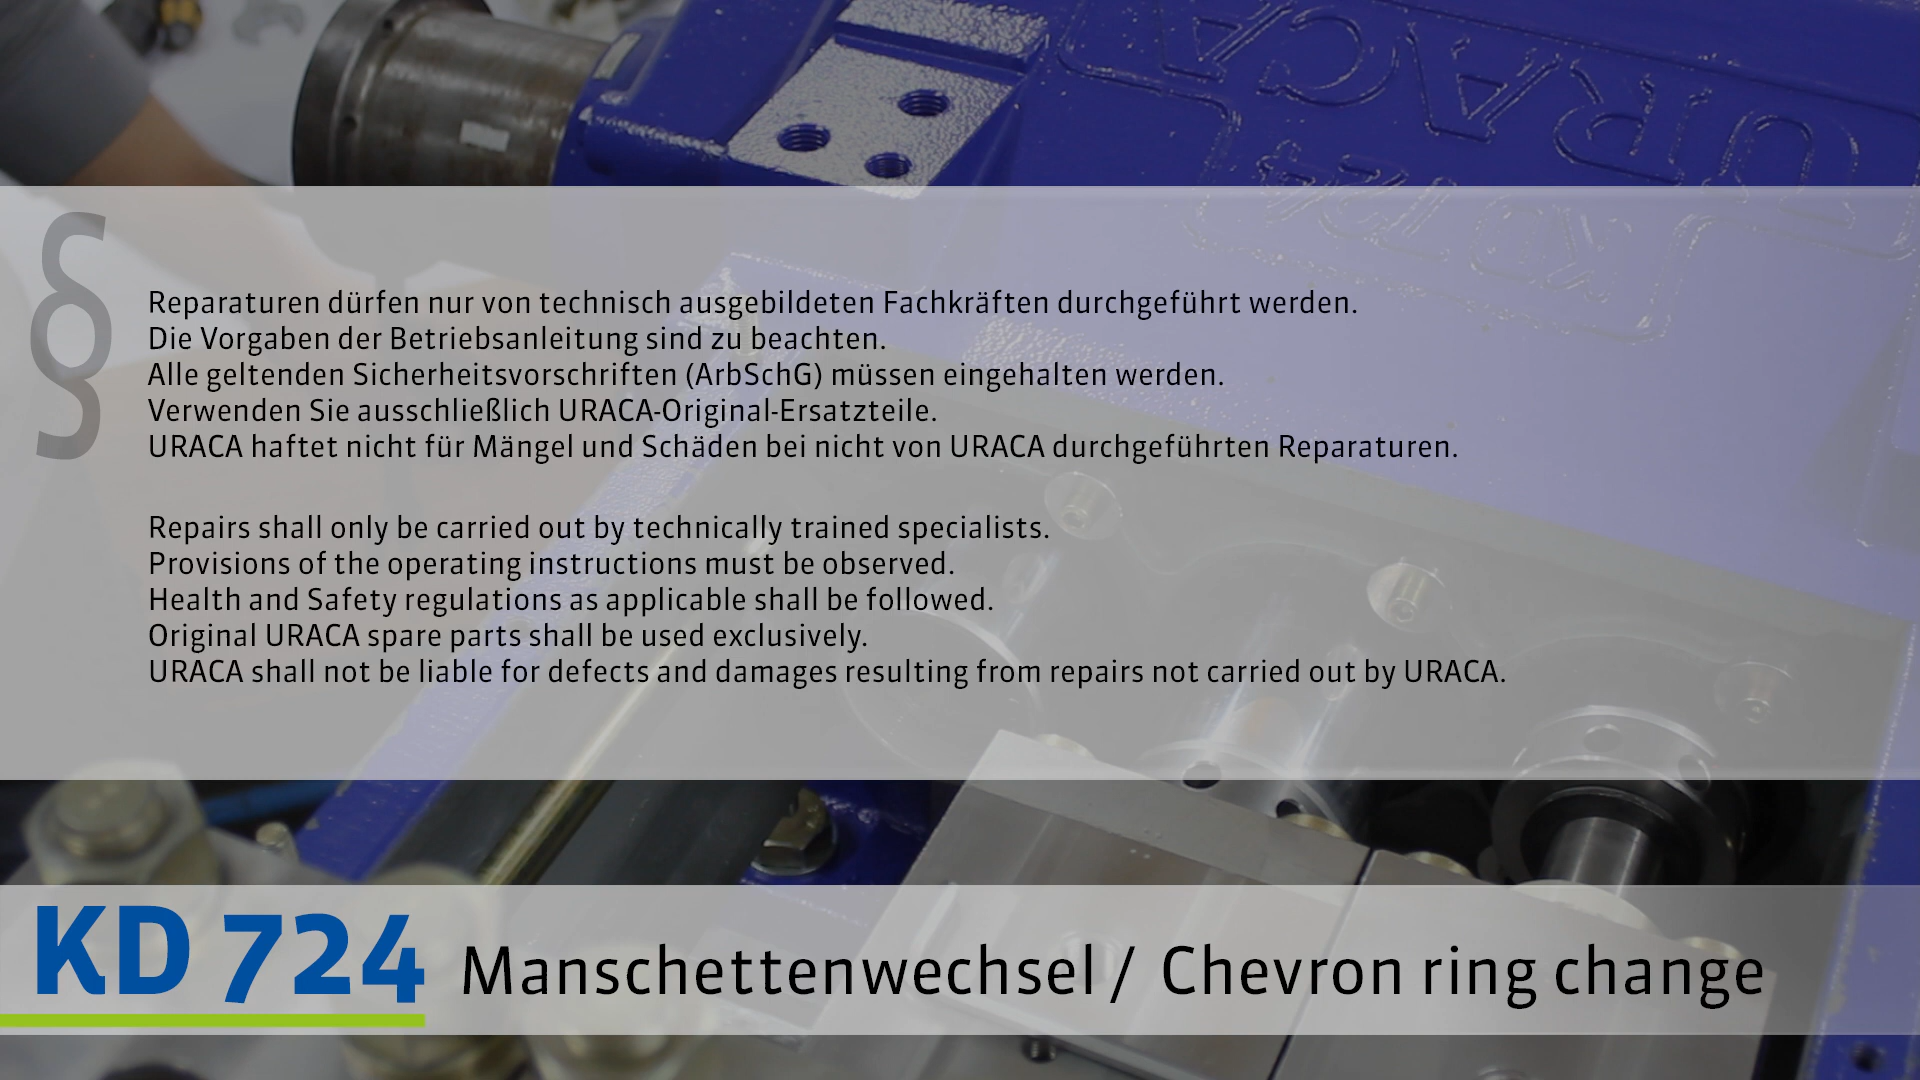 URACA
KD 724
§
Reparaturen dürfen nur von technisch ausgebildeten Fachkräften durchgeführt werden.
Die Vorgaben der Betriebsanleitung sind zu beachten.
Alle geltenden Sicherheitsvorschriften (ArbSchG) müssen eingehalten werden.
Verwenden Sie ausschließlich URACA-Original-Ersatzteile.
URACA haftet nicht für Mängel und Schäden bei nicht von URACA durchgeführten Reparaturen.
Repairs shall only be carried out by technically trained specialists.
Provisions of the operating instructions must be observed.
Health and Safety regulations as applicable shall be followed.
Original URACA spare parts shall be used exclusively.
URACA shall not be liable for defects and damages resulting from repairs not carried out by URACA.
KD 724 Manschettenwechsel / Chevron ring change